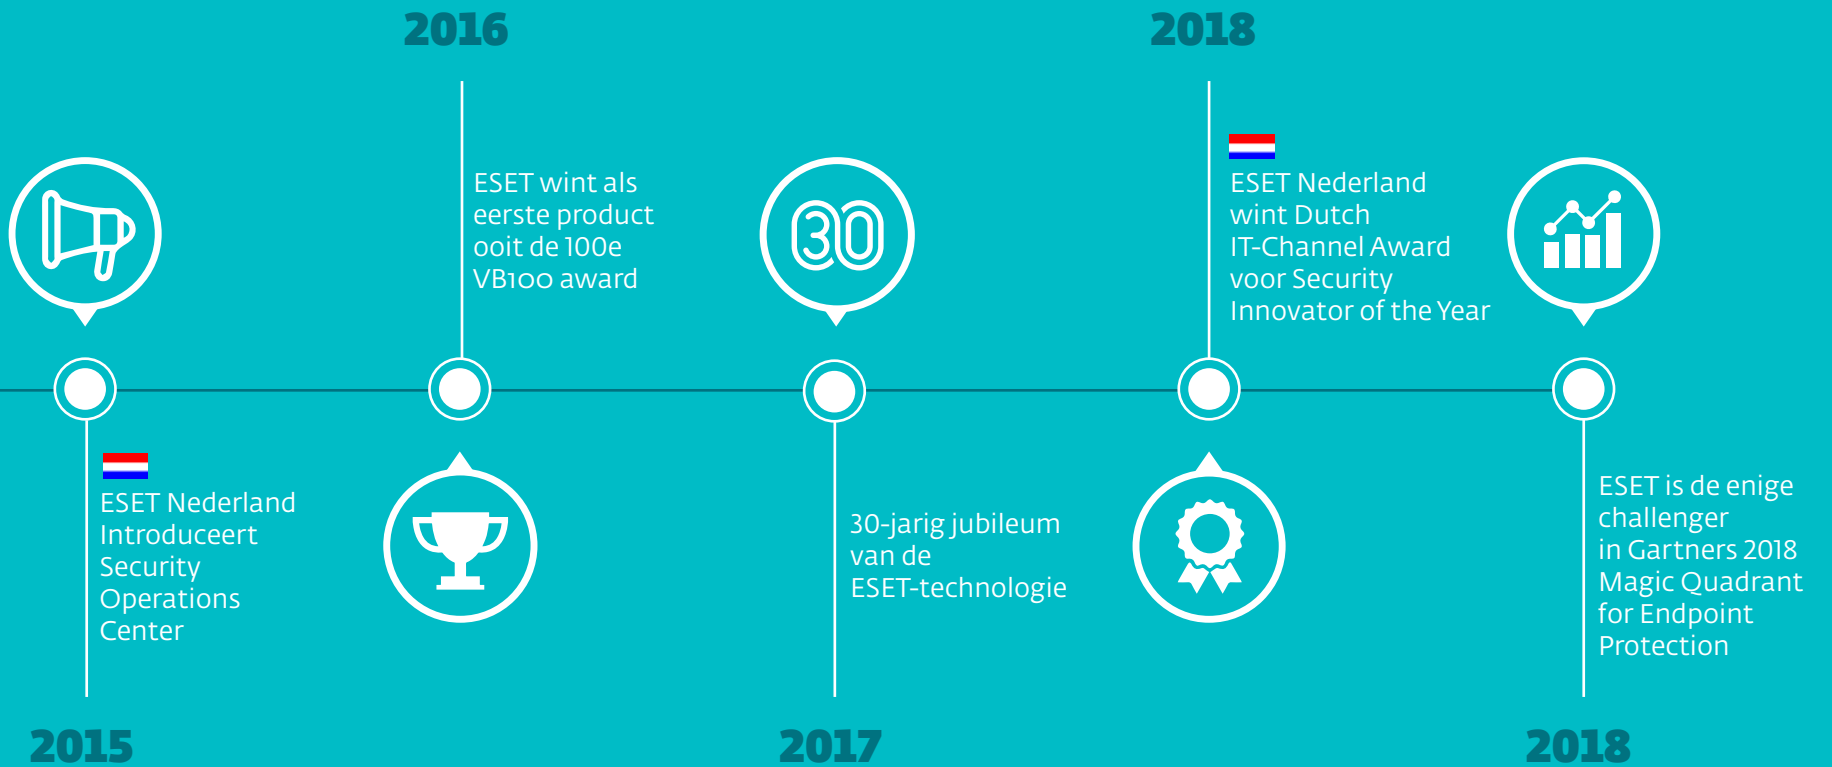 2015
ESET Nederland
Introduceert
Security
Operations
Center
2016
ESET wint als
eerste product
ooit de 100e
VB100 award
2017
30
30-jarig jubileum
van de
ESET-technologie
2018
ESET Nederland
wint Dutch
IT-Channel Award
voor Security
Innovator of the Year
2018
ESET is de enige
challenger
in Gartners 2018
Magic Quadrant
for Endpoint
Protection